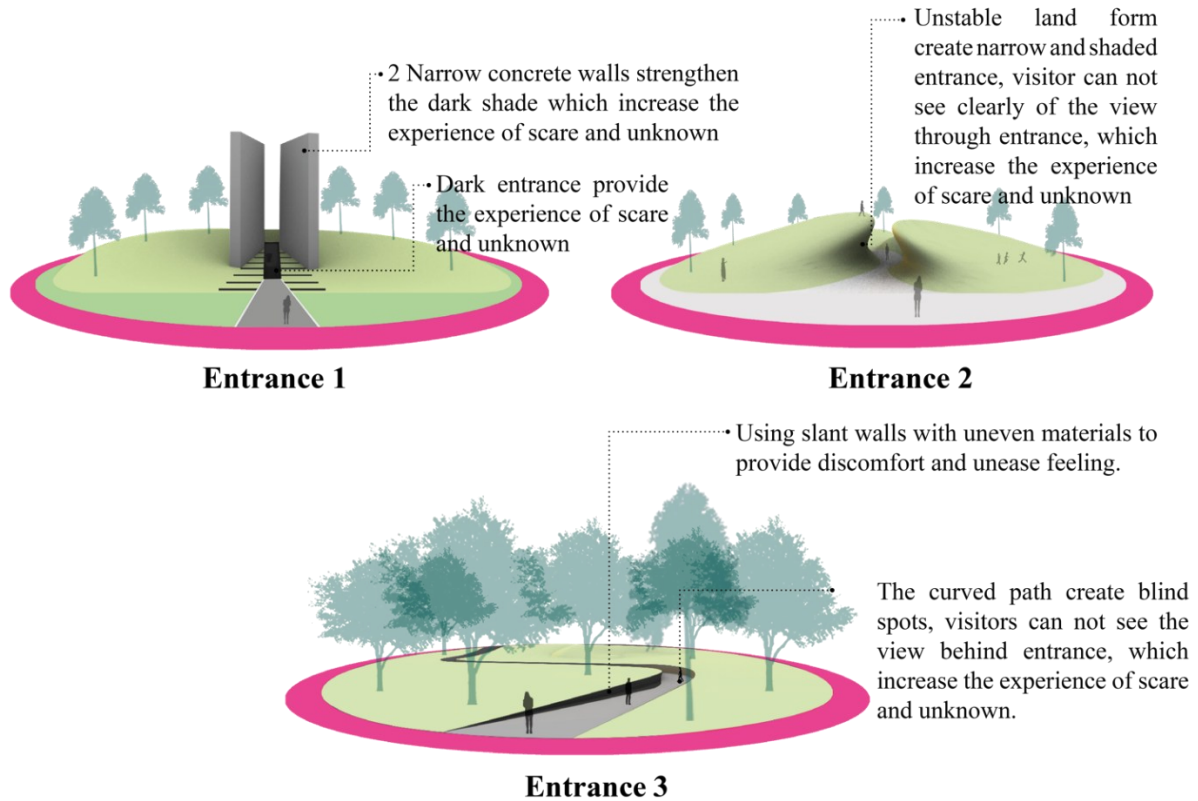 • 2 Narrow concrete walls strengthen
the dark shade which increase the
experience of scare and unknown
• Dark entrance provide
the experience of scare
and unknown
Entrance 1
• Unstable land form
create narrow and shaded
entrance, visitor can not
see clearly of the view
through entrance, which
increase the experience
of scare and unknown
Entrance 2
• Using slant walls with uneven materials to
provide discomfort and unease feeling.
The curved path create blind
spots, visitors can not see the
view behind entrance, which
increase the experience of scare
and unknown.
Entrance 3